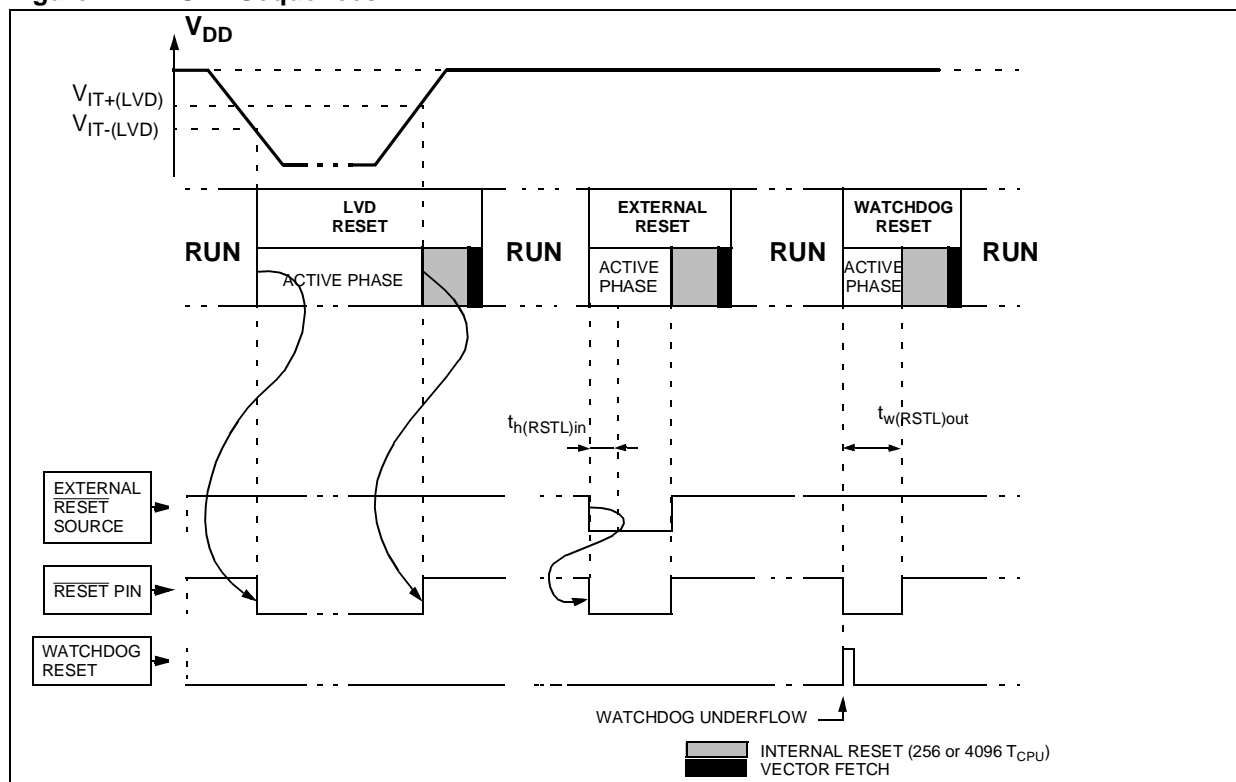 V_DD
V_IT+(LVD)
V_IT-(LVD)
LVD
RESET
EXTERNAL
RESET
WATCHDOG
RESET
RUN
RUN
RUN
RUN
ACTIVE PHASE
ACTIVE
PHASE
ACTIVE
PHASE
t_h(RSTL)in
t_w(RSTL)out
EXTERNAL
RESET
SOURCE
RESET PIN
WATCHDOG
RESET
WATCHDOG UNDERFLOW
INTERNAL RESET (256 or 4096 T_CPU)
VECTOR FETCH